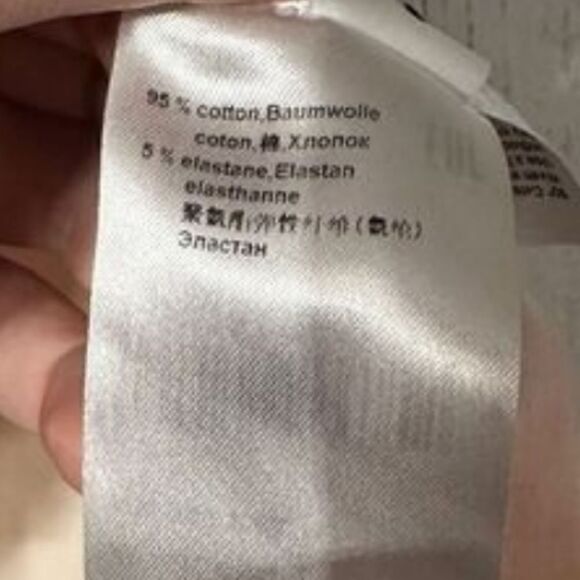 95 % cotton,Baumwolle
coton,棉,Хлопок
5 % elastane,Elastan
elasthanne
聚氨酯弹性纤维(氨纶)
Эластан